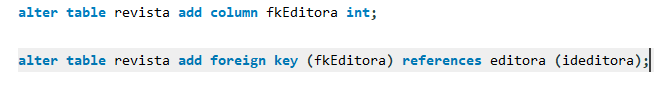 alter table revista add column fkEditora int;
alter table revista add foreign key (fkEditora) references editora (ideditora);